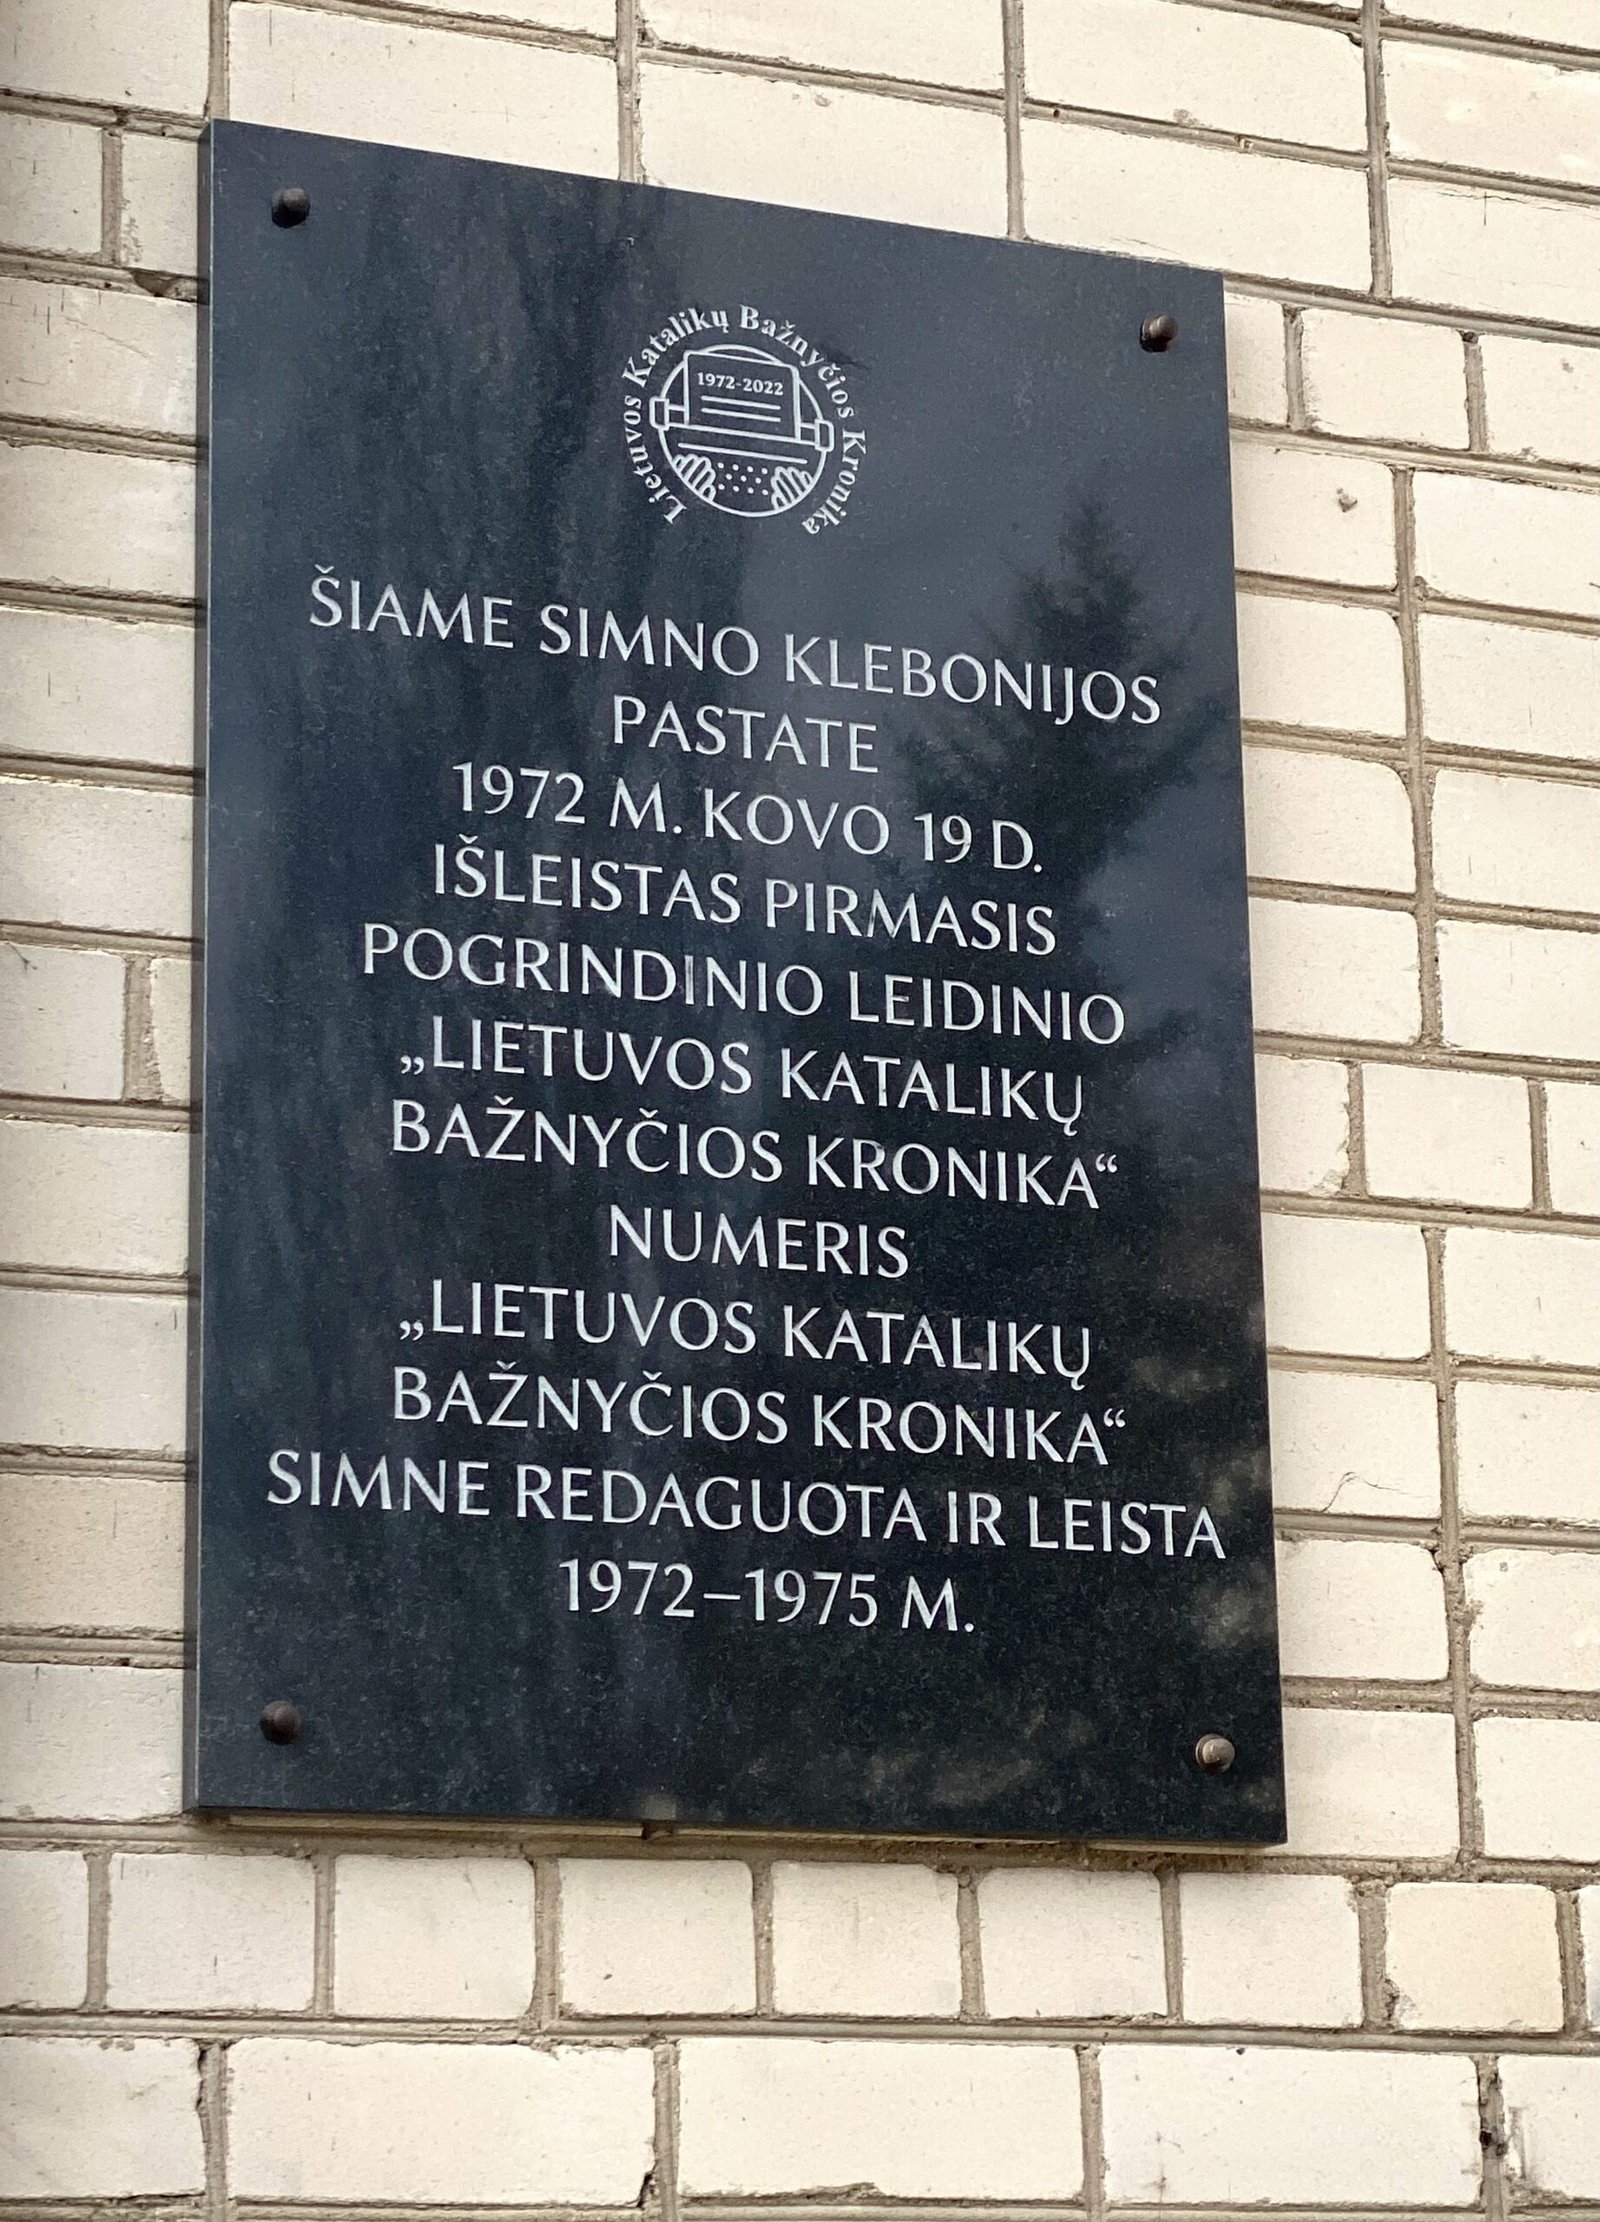 Lietuvos Katalikų Bažnyčios Kronika
1972-2022
ŠIAME SIMNO KLEBONIJOS
PASTATE
1972 M. KOVO 19 D.
IŠLEISTAS PIRMASIS
POGRINDINIO LEIDINIO
„LIETUVOS KATALIKŲ
BAŽNYČIOS KRONIKA“
NUMERIS
„LIETUVOS KATALIKŲ
BAŽNYČIOS KRONIKA“
SIMNE REDAGUOTA IR LEISTA
1972–1975 M.